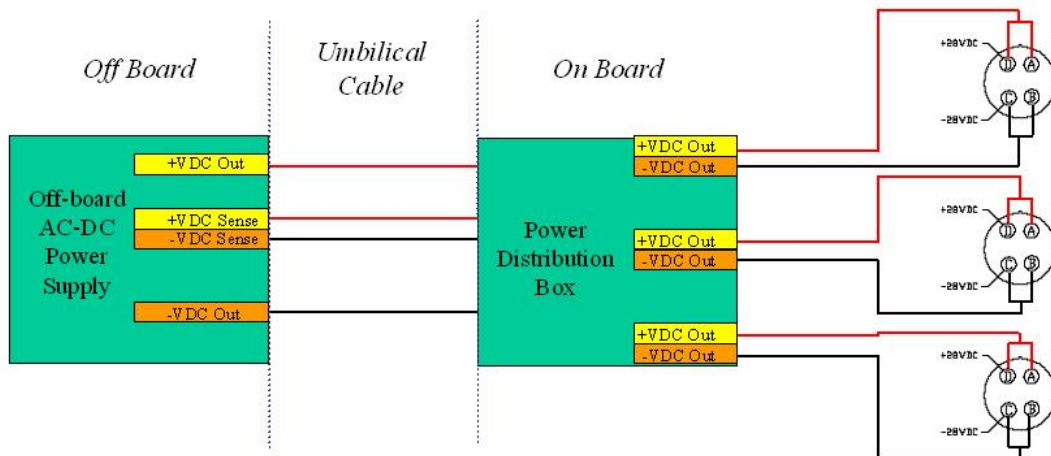 Off Board
Umbilical
Cable
On Board
+VDC Out
+VDC Sense
-VDC Sense
-VDC Out
Off-board
AC-DC
Power
Supply
Power
Distribution
Box
+VDC Out
-VDC Out
+VDC Out
-VDC Out
+VDC Out
-VDC Out
+28VDC
D A
C B
-28VDC
+28VDC
D A
C B
-28VDC
+28VDC
D A
C B
-28VDC